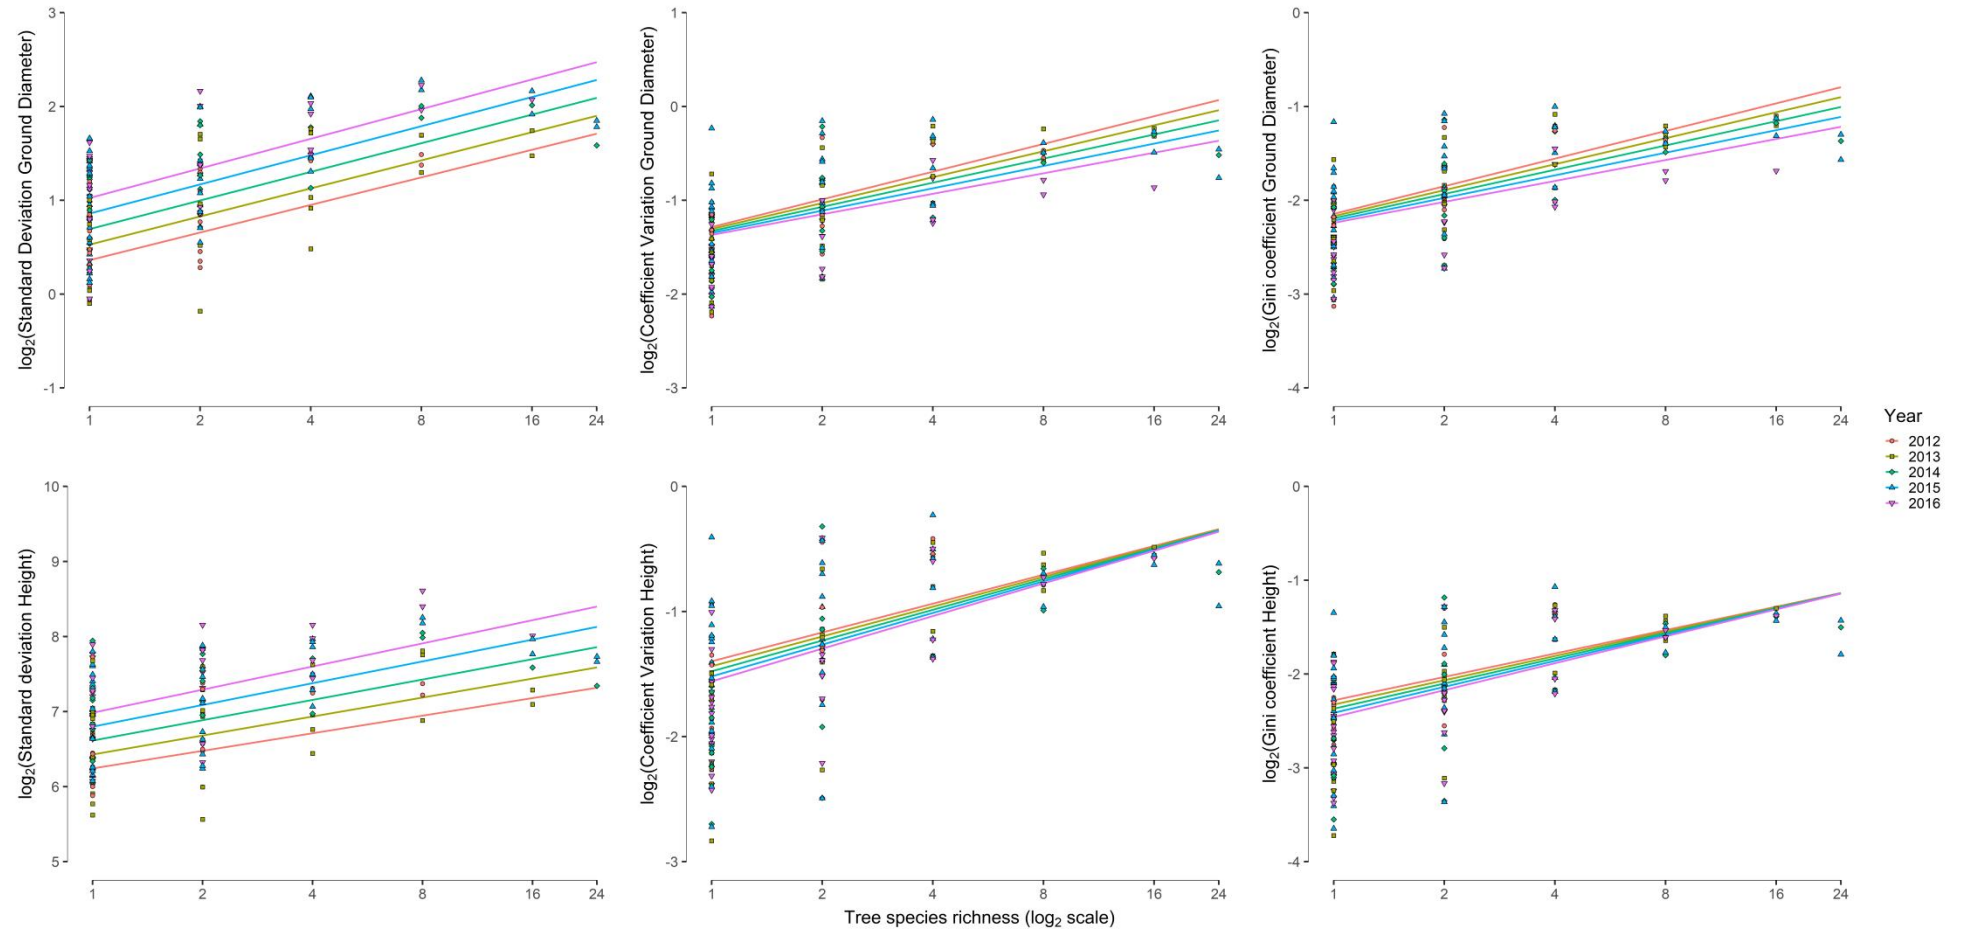 log₂(Standard Deviation Ground Diameter)
3
2
1
0
-1
1 2 4 8 16 24
log₂(Coefficient Variation Ground Diameter)
1
0
-1
-2
-3
1 2 4 8 16 24
log₂(Gini coefficient Ground Diameter)
0
-1
-2
-3
-4
1 2 4 8 16 24
Year
2012
2013
2014
2015
2016
log₂(Standard deviation Height)
10
9
8
7
6
5
1 2 4 8 16 24
log₂(Coefficient Variation Height)
0
-1
-2
-3
1 2 4 8 16 24
log₂(Gini coefficient Height)
0
-1
-2
-3
-4
1 2 4 8 16 24
Tree species richness (log₂ scale)